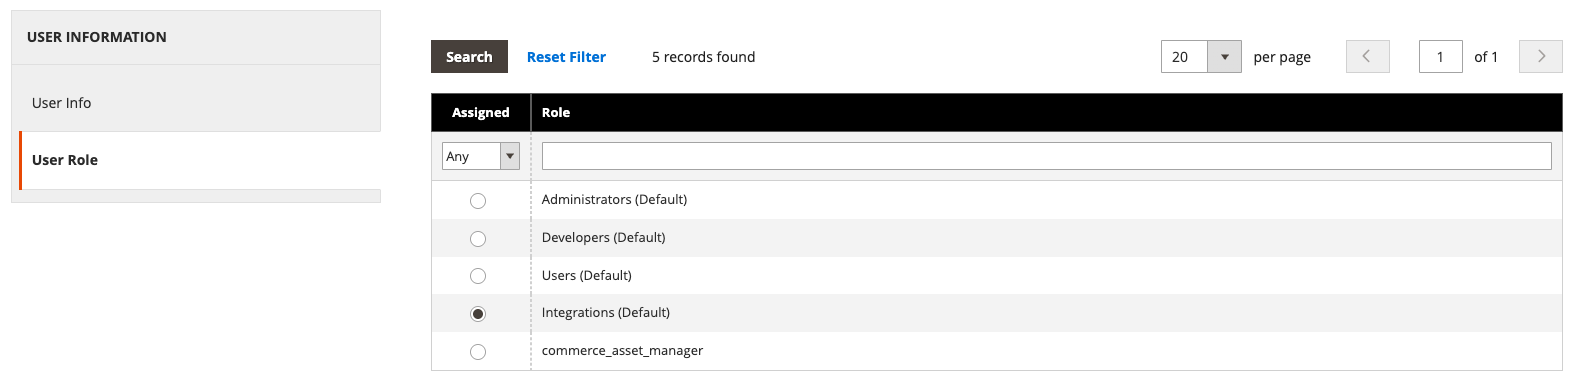 USER INFORMATION
User Info
User Role
Search Reset Filter 5 records found 20 per page 1 of 1
Assigned Role
Any
Administrators (Default)
Developers (Default)
Users (Default)
Integrations (Default)
commerce_asset_manager